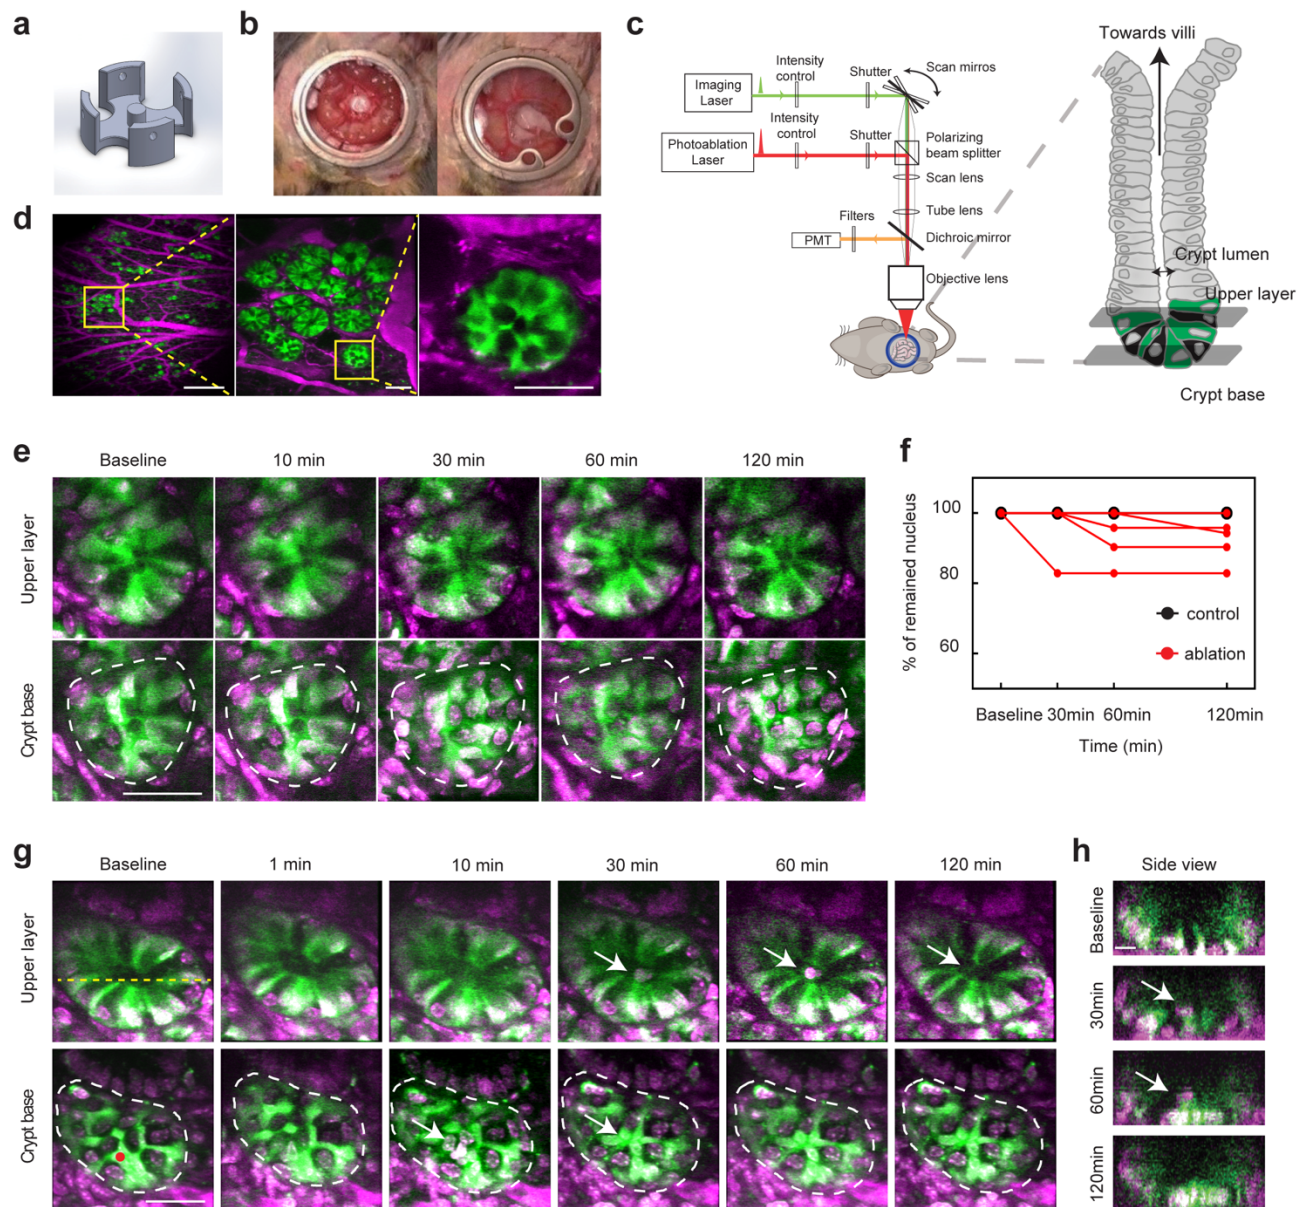 a
b
c
Imaging
Laser
Intensity
control
Shutter
Scan mirros
Photoablation
Laser
Intensity
control
Shutter
Polarizing
beam splitter
Scan lens
Tube lens
Filters
PMT
Dichroic mirror
Objective lens
Towards villi
Crypt lumen
Upper layer
Crypt base
d
e
Baseline
10 min
30 min
60 min
120 min
Upper layer
Crypt base
f
% of remained nucleus
100
80
60
control
ablation
Baseline
30min
60min
120min
Time (min)
g
Baseline
1 min
10 min
30 min
60 min
120 min
Upper layer
Crypt base
h
Side view
Baseline
30min
60min
120min